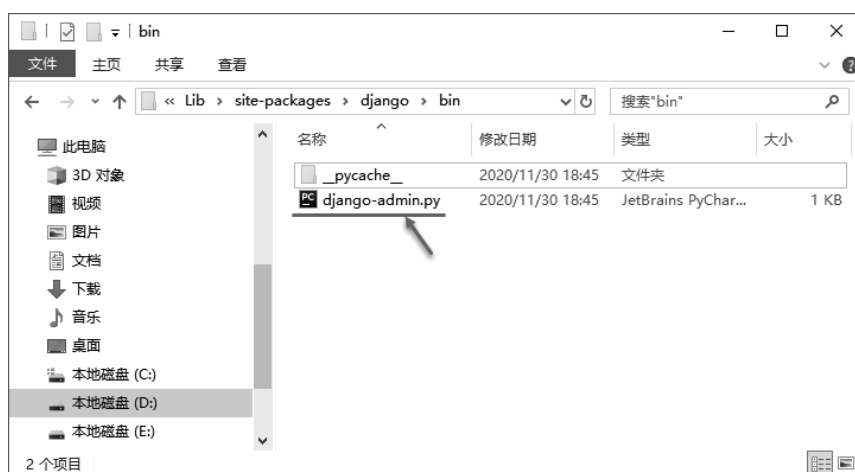 bin
文件 主页 共享 查看
« Lib › site-packages › django › bin 搜索"bin"
名称 修改日期 类型 大小
此电脑
3D 对象
视频
图片
文档
下载
音乐
桌面
本地磁盘 (C:)
本地磁盘 (D:)
本地磁盘 (E:)
__pycache__ 2020/11/30 18:45 文件夹
PC django-admin.py 2020/11/30 18:45 JetBrains PyChar... 1 KB
2 个项目